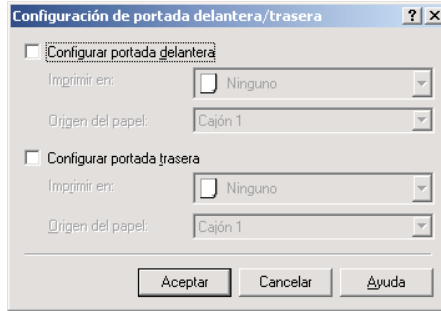 Configuración de portada delantera/trasera
Configurar portada delantera
Imprimir en: Ninguno
Origen del papel: Cajón 1
Configurar portada trasera
Imprimir en: Ninguno
Origen del papel: Cajón 1
Aceptar Cancelar Ayuda